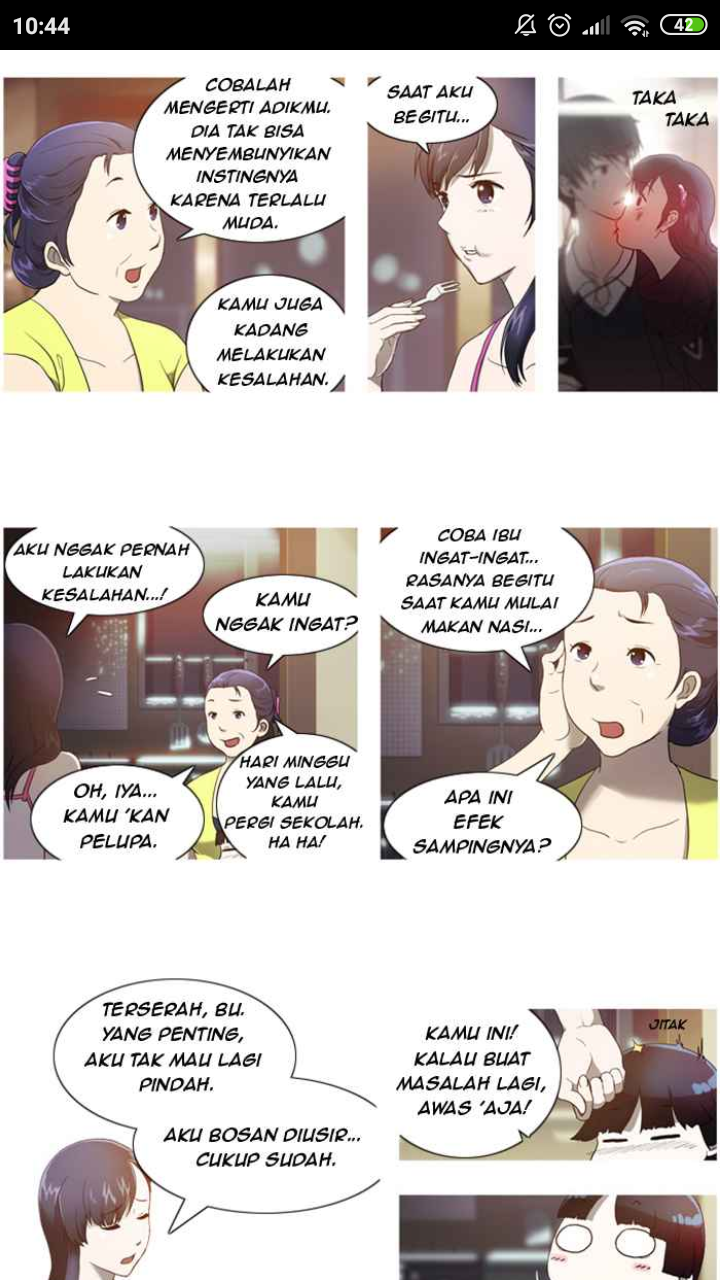 10:44
42
COBALAH
MENGERTI ADIKMU.
DIA TAK BISA
MENYEMBUNYIKAN
INSTINGNYA
KARENA TERLALU
MUDA.
KAMU JUGA
KADANG
MELAKUKAN
KESALAHAN.
SAAT AKU
BEGITU...
TAKA
TAKA
AKU NGGAK PERNAH
LAKUKAN
KESALAHAN...!
KAMU
NGGAK INGAT?
OH, IYA...
KAMU 'KAN
PELUPA.
HARI MINGGU
YANG LALU,
KAMU
PERGI SEKOLAH.
HA HA!
COBA IBU
INGAT-INGAT...
RASANYA BEGITU
SAAT KAMU MULAI
MAKAN NASI...
APA INI
EFEK
SAMPINGNYA?
TERSERAH, BU.
YANG PENTING,
AKU TAK MAU LAGI
PINDAH.
AKU BOSAN DIUSIR...
CUKUP SUDAH.
KAMU INI!
KALAU BUAT
MASALAH LAGI,
AWAS 'AJA!
JITAK